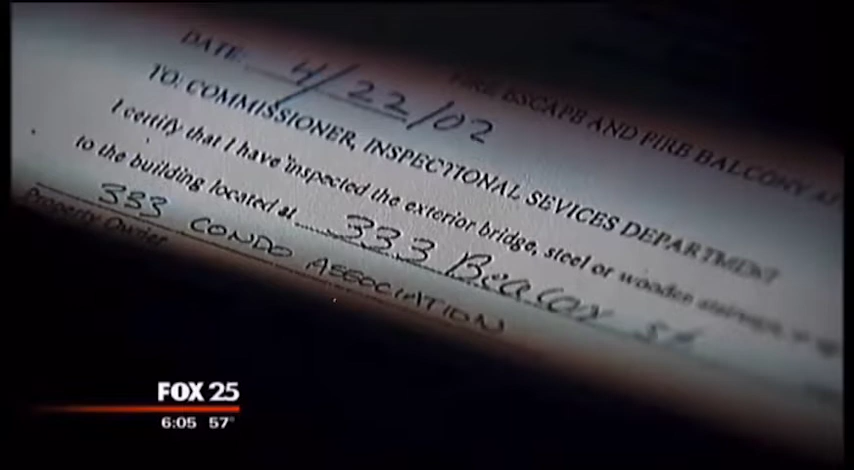 FIRE ESCAPE AND FIRE BALCONY
DATE: 4/22/02
TO: COMMISSIONER, INSPECTIONAL SEVICES DEPARTMENT
I certify that I have inspected the exterior bridge, steel or wooden stairways, or
to the building located at 333 Beacon St
333 CONDO ASSOCIATION
Property Owner
FOX 25
6:05 57°